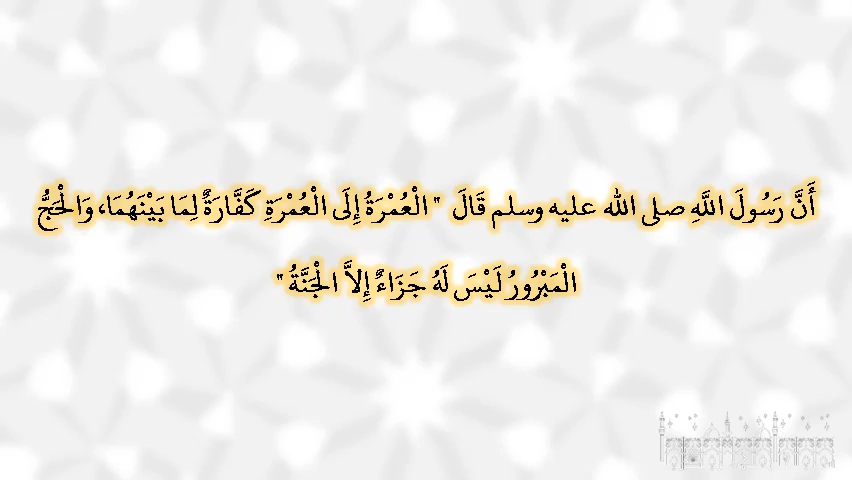 أَنَّ رَسُولَ اللَّهِ صلى الله عليه وسلم قَالَ " الْعُمْرَةُ إِلَى الْعُمْرَةِ كَفَّارَةٌ لِمَا بَيْنَهُمَا، وَالْحَجُّ
الْمَبْرُورُ لَيْسَ لَهُ جَزَاءٌ إِلاَّ الْجَنَّةُ "